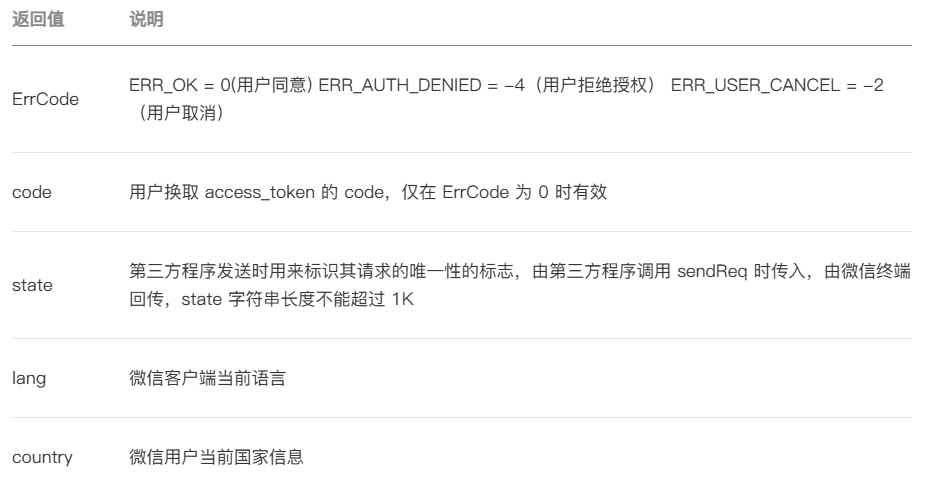 返回值 说明
ErrCode ERR_OK = 0(用户同意) ERR_AUTH_DENIED = -4（用户拒绝授权） ERR_USER_CANCEL = -2
（用户取消）
code 用户换取 access_token 的 code，仅在 ErrCode 为 0 时有效
state 第三方程序发送时用来标识其请求的唯一性的标志，由第三方程序调用 sendReq 时传入，由微信终端
回传，state 字符串长度不能超过 1K
lang 微信客户端当前语言
country 微信用户当前国家信息